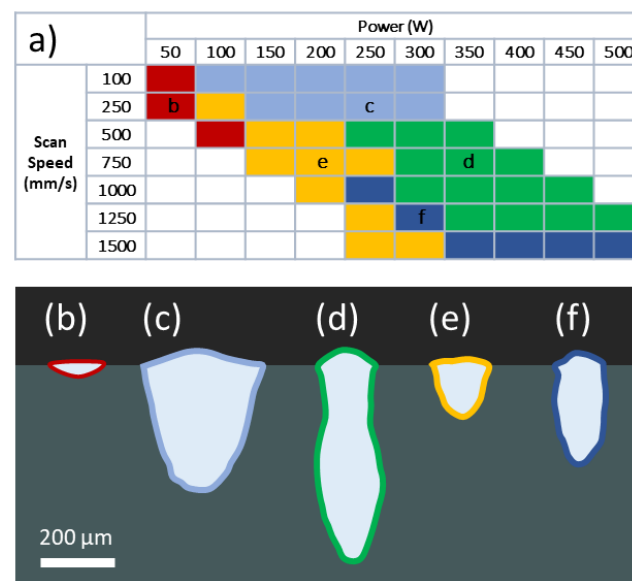 a)
Power (W)
50 100 150 200 250 300 350 400 450 500
Scan Speed (mm/s)
100
250 b c
500
750 e d
1000
1250 f
1500
(b) (c) (d) (e) (f)
200 µm